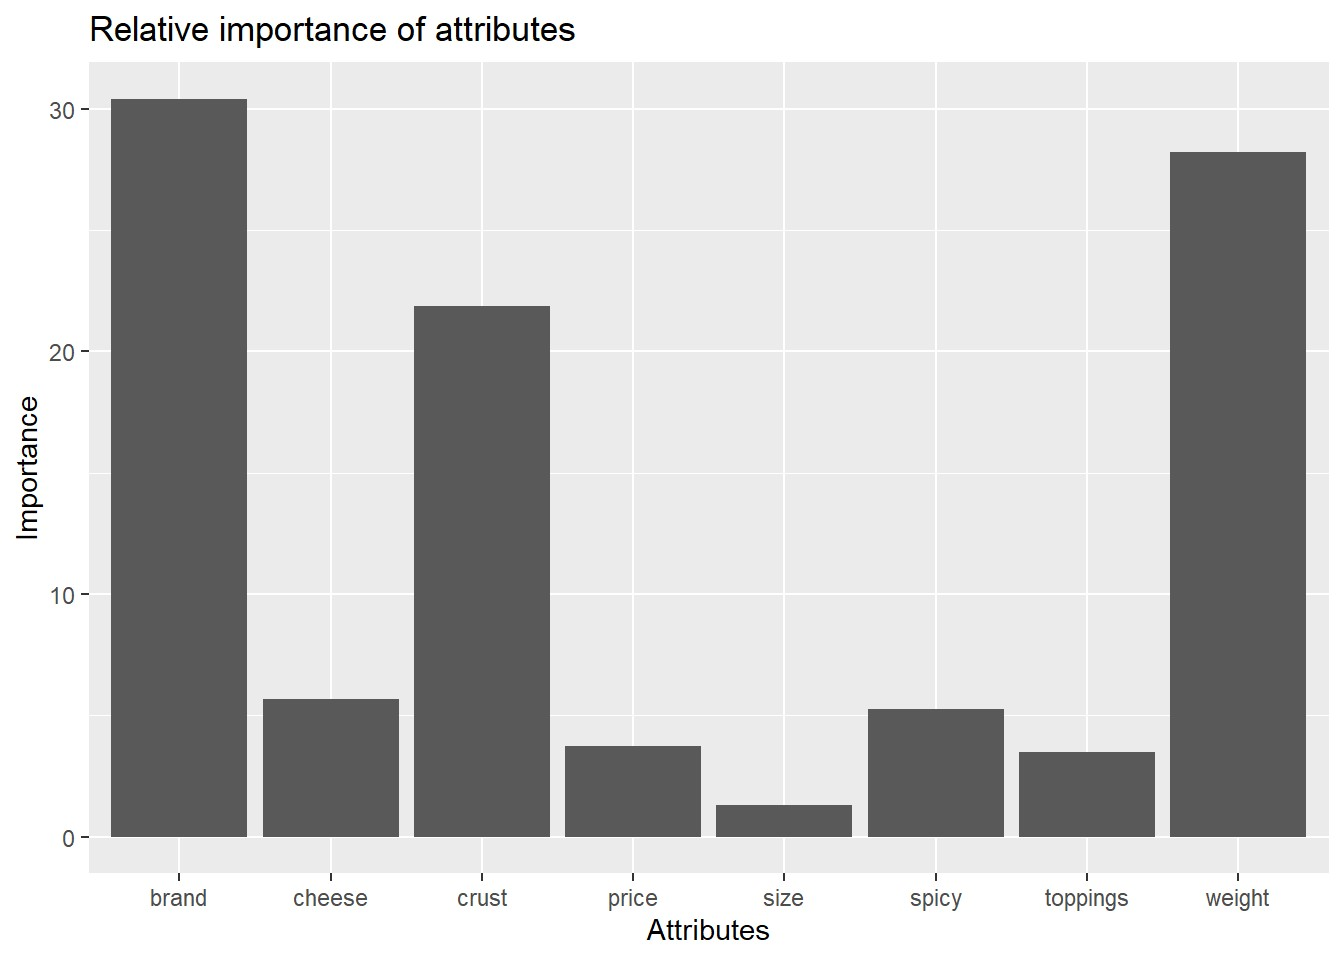 Relative importance of attributes
30
20
10
0
Importance
brand cheese crust price size spicy toppings weight
Attributes